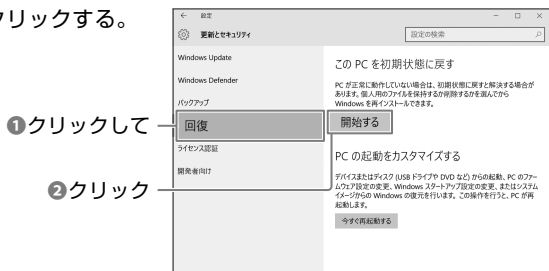 クリックする。
← 設定 － □ ×
更新とセキュリティ
設定の検索
Windows Update
Windows Defender
バックアップ
回復
ライセンス認証
開発者向け
この PC を初期状態に戻す
PC が正常に動作していない場合は、初期状態に戻すと解決する場合が
あります。個人用のファイルを保持するか削除するかを選んでから
Windows を再インストールできます。
開始する
PC の起動をカスタマイズする
デバイスまたはディスク (USB ドライブや DVD など) からの起動、PC のファー
ムウェア設定の変更、Windows スタートアップ設定の変更、またはシステム
イメージからの Windows の復元を行います。この操作を行うと、PC が再
起動します。
今すぐ再起動する
❶クリックして
❷クリック